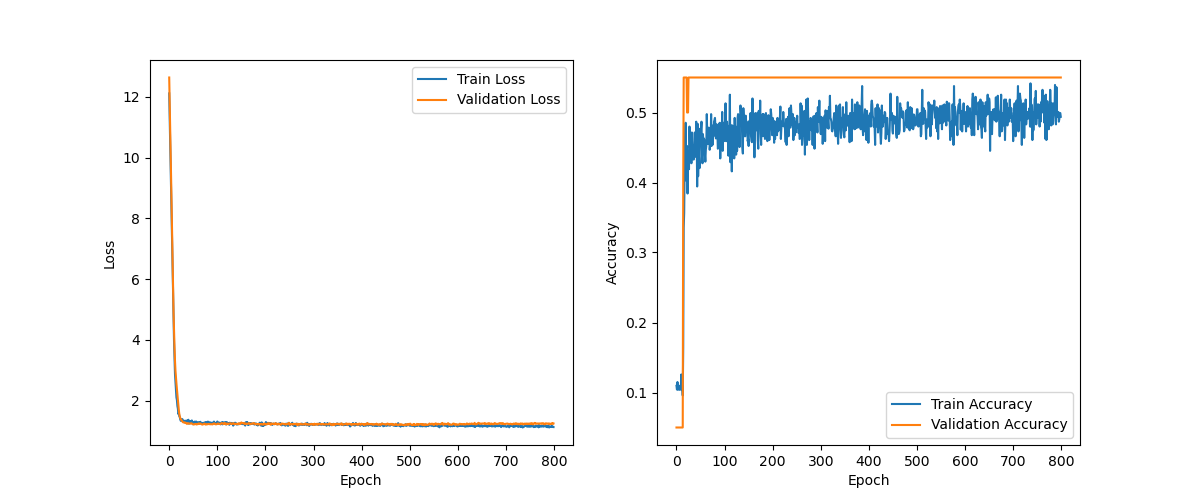 Train Loss
Validation Loss
12
10
8
6
4
2
0 100 200 300 400 500 600 700 800
Epoch
Loss
0.5
0.4
0.3
0.2
0.1
Train Accuracy
Validation Accuracy
0 100 200 300 400 500 600 700 800
Epoch
Accuracy